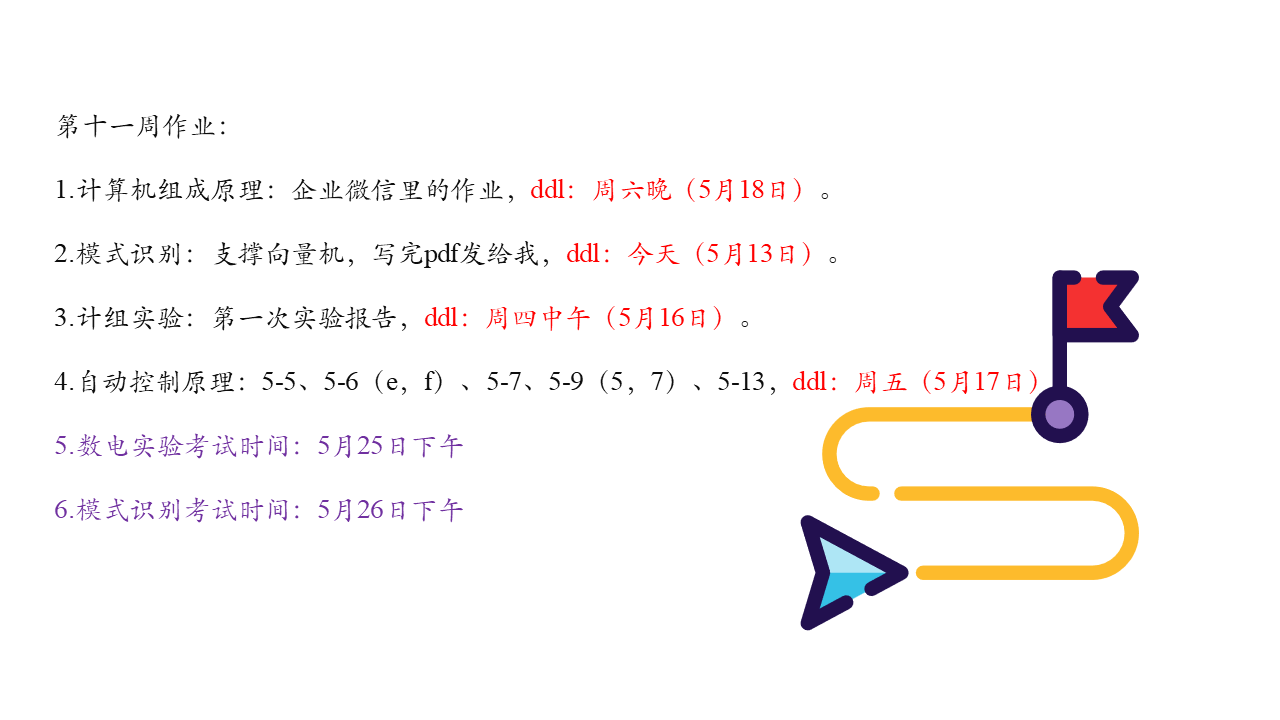 第十一周作业：
1.计算机组成原理：企业微信里的作业，ddl：周六晚（5月18日）。
2.模式识别：支撑向量机，写完pdf发给我，ddl：今天（5月13日）。
3.计组实验：第一次实验报告，ddl：周四中午（5月16日）。
4.自动控制原理：5-5、5-6（e，f）、5-7、5-9（5，7）、5-13，ddl：周五（5月17日）
5.数电实验考试时间：5月25日下午
6.模式识别考试时间：5月26日下午